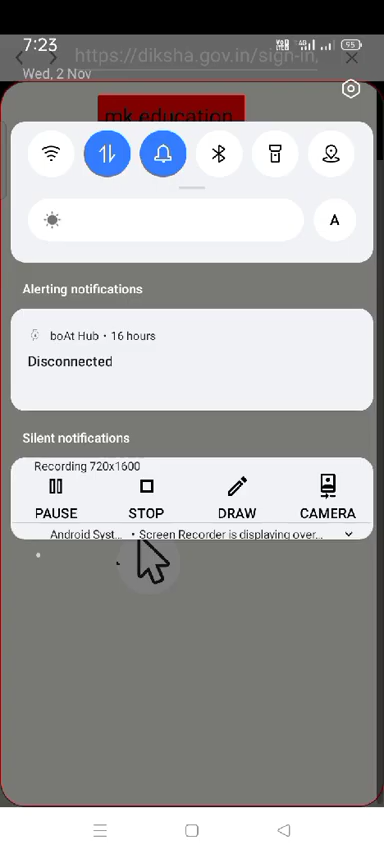 7:23
95
https://diksha.gov.in/sign-in,
Wed, 2 Nov
mk education
A
Alerting notifications
boAt Hub • 16 hours
Disconnected
Silent notifications
Recording 720x1600
PAUSE STOP DRAW CAMERA
Android Syst... • Screen Recorder is displaying over...